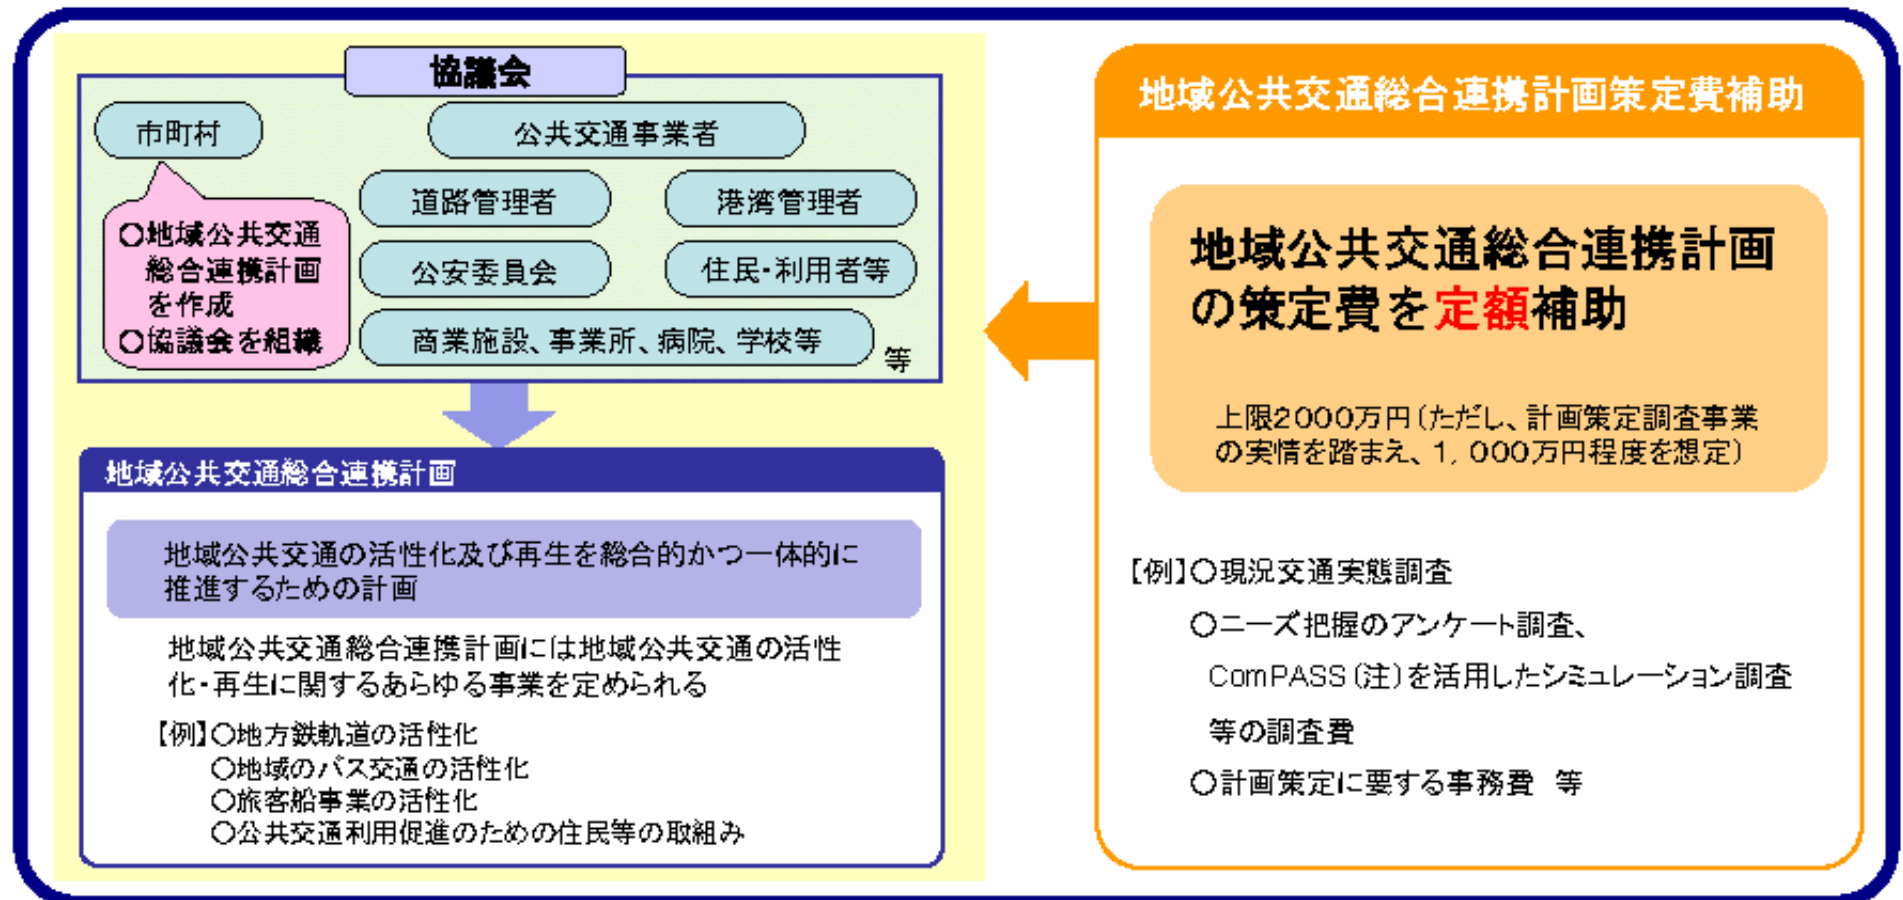 協議会
市町村
公共交通事業者
道路管理者
港湾管理者
公安委員会
住民・利用者等
商業施設、事業所、病院、学校等
等
〇地域公共交通
総合連携計画
を作成
〇協議会を組織
地域公共交通総合連携計画
地域公共交通の活性化及び再生を総合的かつ一体的に
推進するための計画
地域公共交通総合連携計画には地域公共交通の活性
化・再生に関するあらゆる事業を定められる
【例】〇地方鉄軌道の活性化
〇地域のバス交通の活性化
〇旅客船事業の活性化
〇公共交通利用促進のための住民等の取組み
地域公共交通総合連携計画策定費補助
地域公共交通総合連携計画
の策定費を定額補助
上限2000万円（ただし、計画策定調査事業
の実情を踏まえ、1,000万円程度を想定）
【例】〇現況交通実態調査
〇ニーズ把握のアンケート調査、
ComPASS（注）を活用したシミュレーション調査
等の調査費
〇計画策定に要する事務費　等